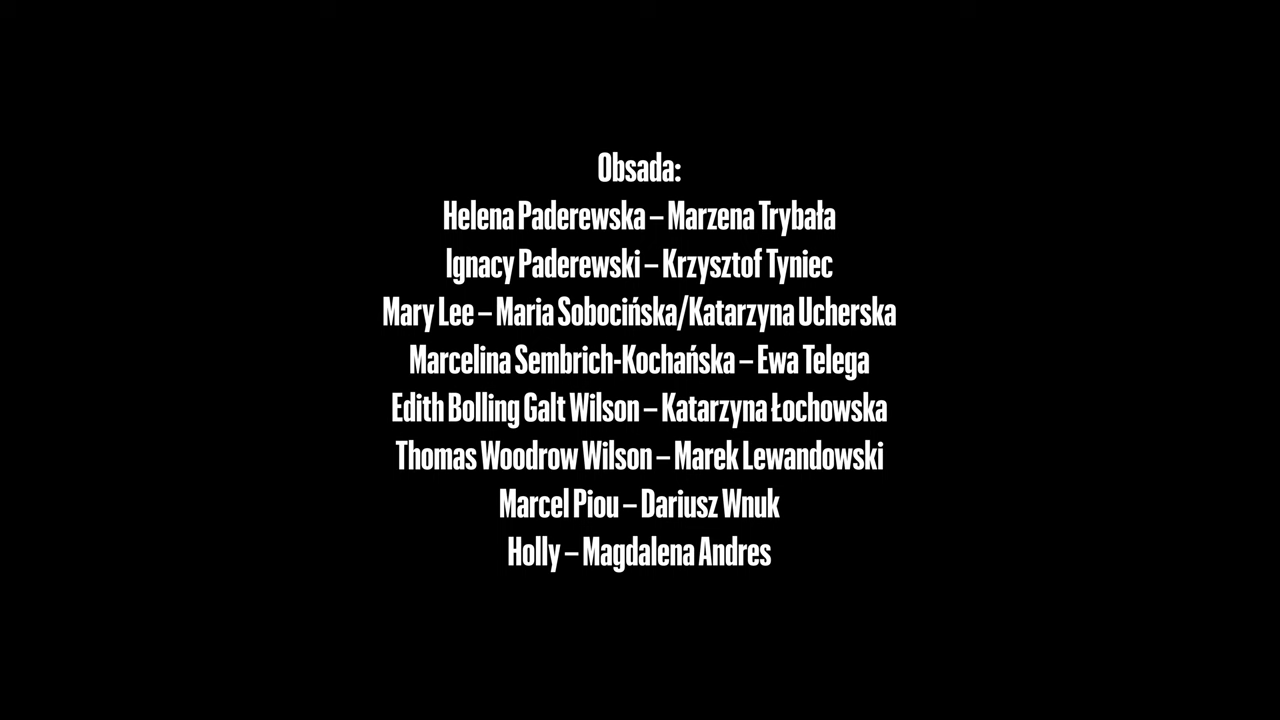 Obsada:
Helena Paderewska – Marzena Trybała
Ignacy Paderewski – Krzysztof Tyniec
Mary Lee – Maria Sobocińska/Katarzyna Ucherska
Marcelina Sembrich-Kochańska – Ewa Telega
Edith Bolling Galt Wilson – Katarzyna Łochowska
Thomas Woodrow Wilson – Marek Lewandowski
Marcel Piou – Dariusz Wnuk
Holly – Magdalena Andres